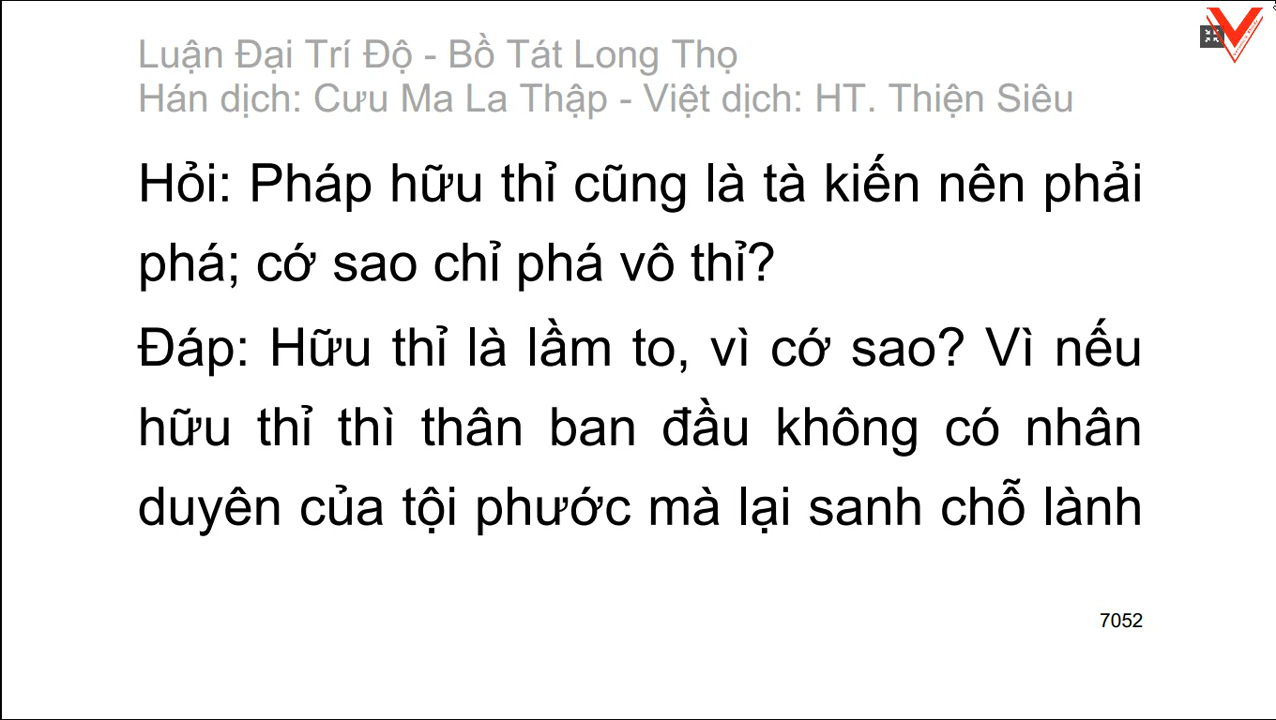 Luận Đại Trí Độ - Bồ Tát Long Thọ
Hán dịch: Cưu Ma La Thập - Việt dịch: HT. Thiện Siêu
Hỏi: Pháp hữu thỉ cũng là tà kiến nên phải
phá; cớ sao chỉ phá vô thỉ?
Đáp: Hữu thỉ là lầm to, vì cớ sao? Vì nếu
hữu thỉ thì thân ban đầu không có nhân
duyên của tội phước mà lại sanh chỗ lành
7052